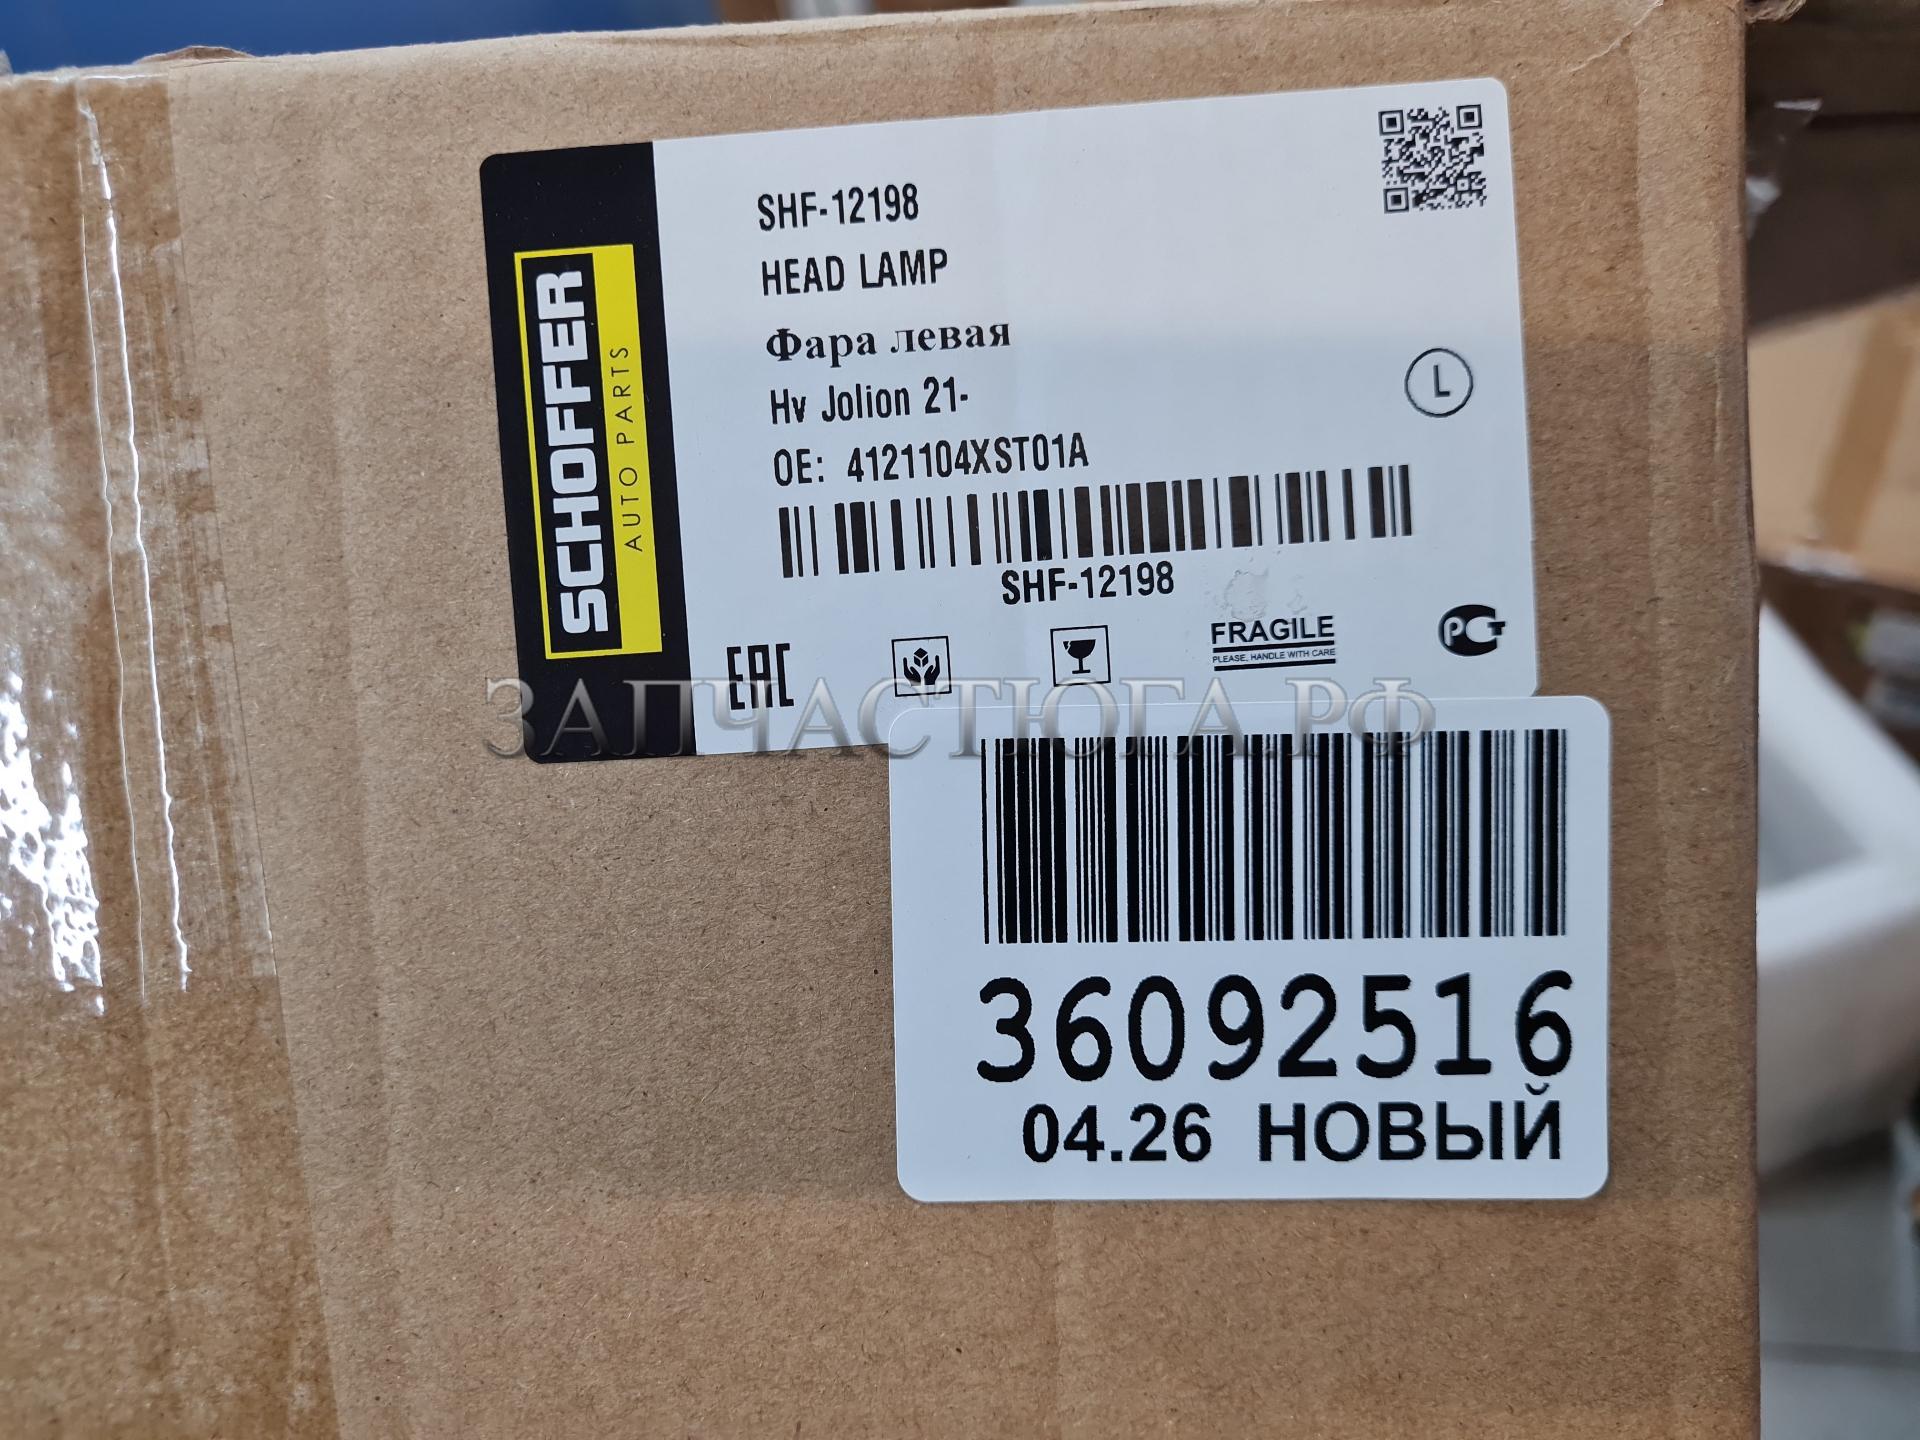 SCHOFFER
AUTO PARTS
SHF-12198
HEAD LAMP
Фара левая
Hv Jolion 21-
L
OE: 4121104XST01A
SHF-12198
EAC
FRAGILE
PLEASE, HANDLE WITH CARE
РСТ
ЗАПЧАСТЮГА.РФ
36092516
04.26 НОВЫЙ